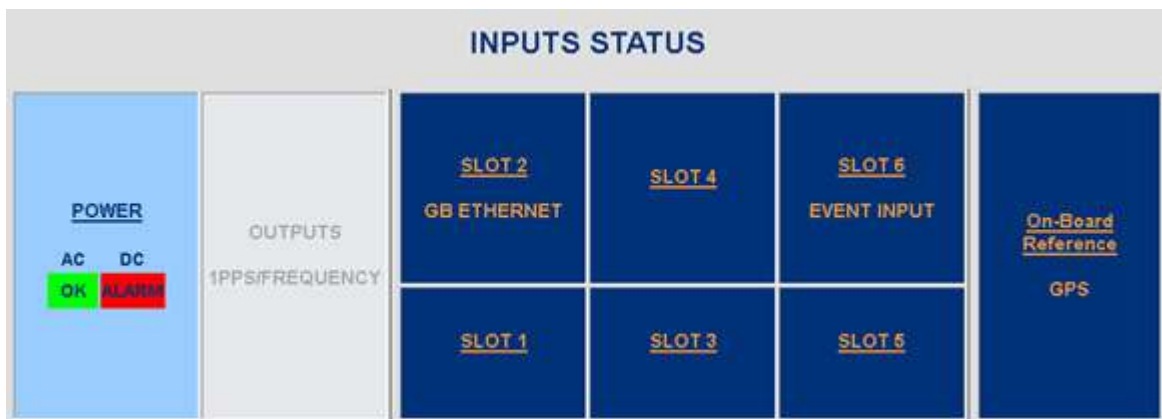 INPUTS STATUS
POWER
AC DC
OK ALARM
OUTPUTS
1PPS/FREQUENCY
SLOT 2
GB ETHERNET
SLOT 4
SLOT 6
EVENT INPUT
SLOT 1
SLOT 3
SLOT 5
On-Board
Reference
GPS